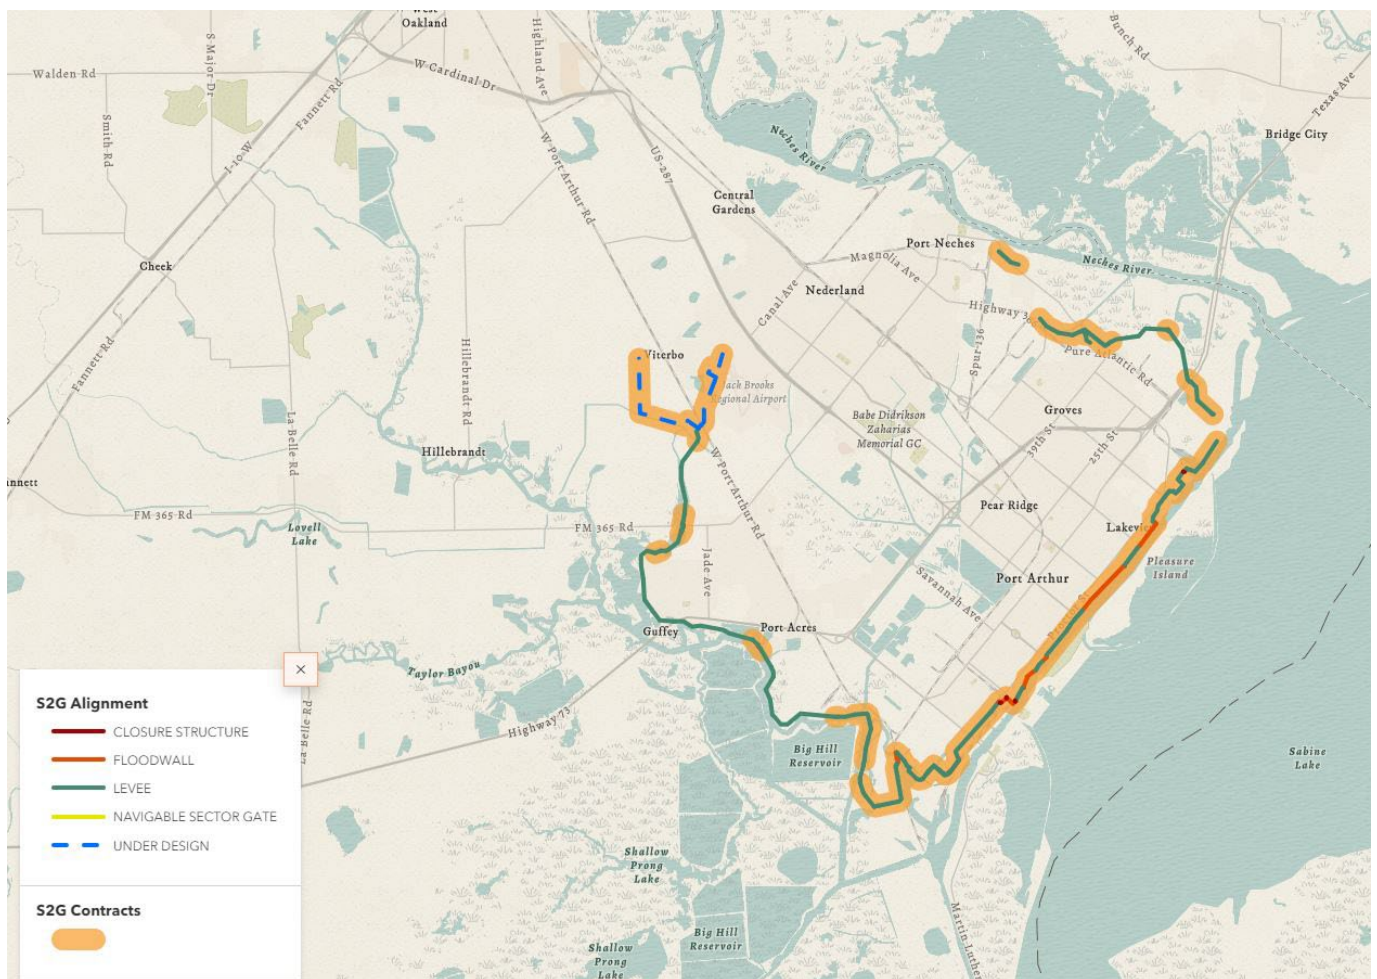 West
Oakland
Bunch Rd
Walden Rd
S Major Dr
Fannett Rd
W Cardinal Dr
Highland Ave
Texas Ave
Smith Rd
I-10 W
W Port Arthur Rd
US-287
Neches River
Bridge City
Central
Gardens
Port Neches
Magnolia Ave
Neches River
Cheek
Nederland
Canal Ave
Highway 36
Spur 136
Pure Atlantic Rd
Fannett Rd
Hillebrandt Rd
Viterbo
Jack Brooks
Regional Airport
La Belle Rd
Babe Didrikson
Zaharias
Memorial GC
Groves
39th St
25th St
Hillebrandt
W Port Arthur Rd
nnett
Pear Ridge
FM 365 Rd
Lovell
Lake
FM 365 Rd
Lakeview
Jade Ave
Pleasure
Island
Port Arthur
Savannah Ave
Procter St
Guffey
Port Acres
Taylor Bayou
La Belle Rd
Highway 73
Big Hill
Reservoir
Sabine
Lake
Shallow
Prong
Lake
Big Hill
Reservoir
Shallow
Prong
Lake
Martin Luther
S2G Alignment
CLOSURE STRUCTURE
FLOODWALL
LEVEE
NAVIGABLE SECTOR GATE
UNDER DESIGN
S2G Contracts